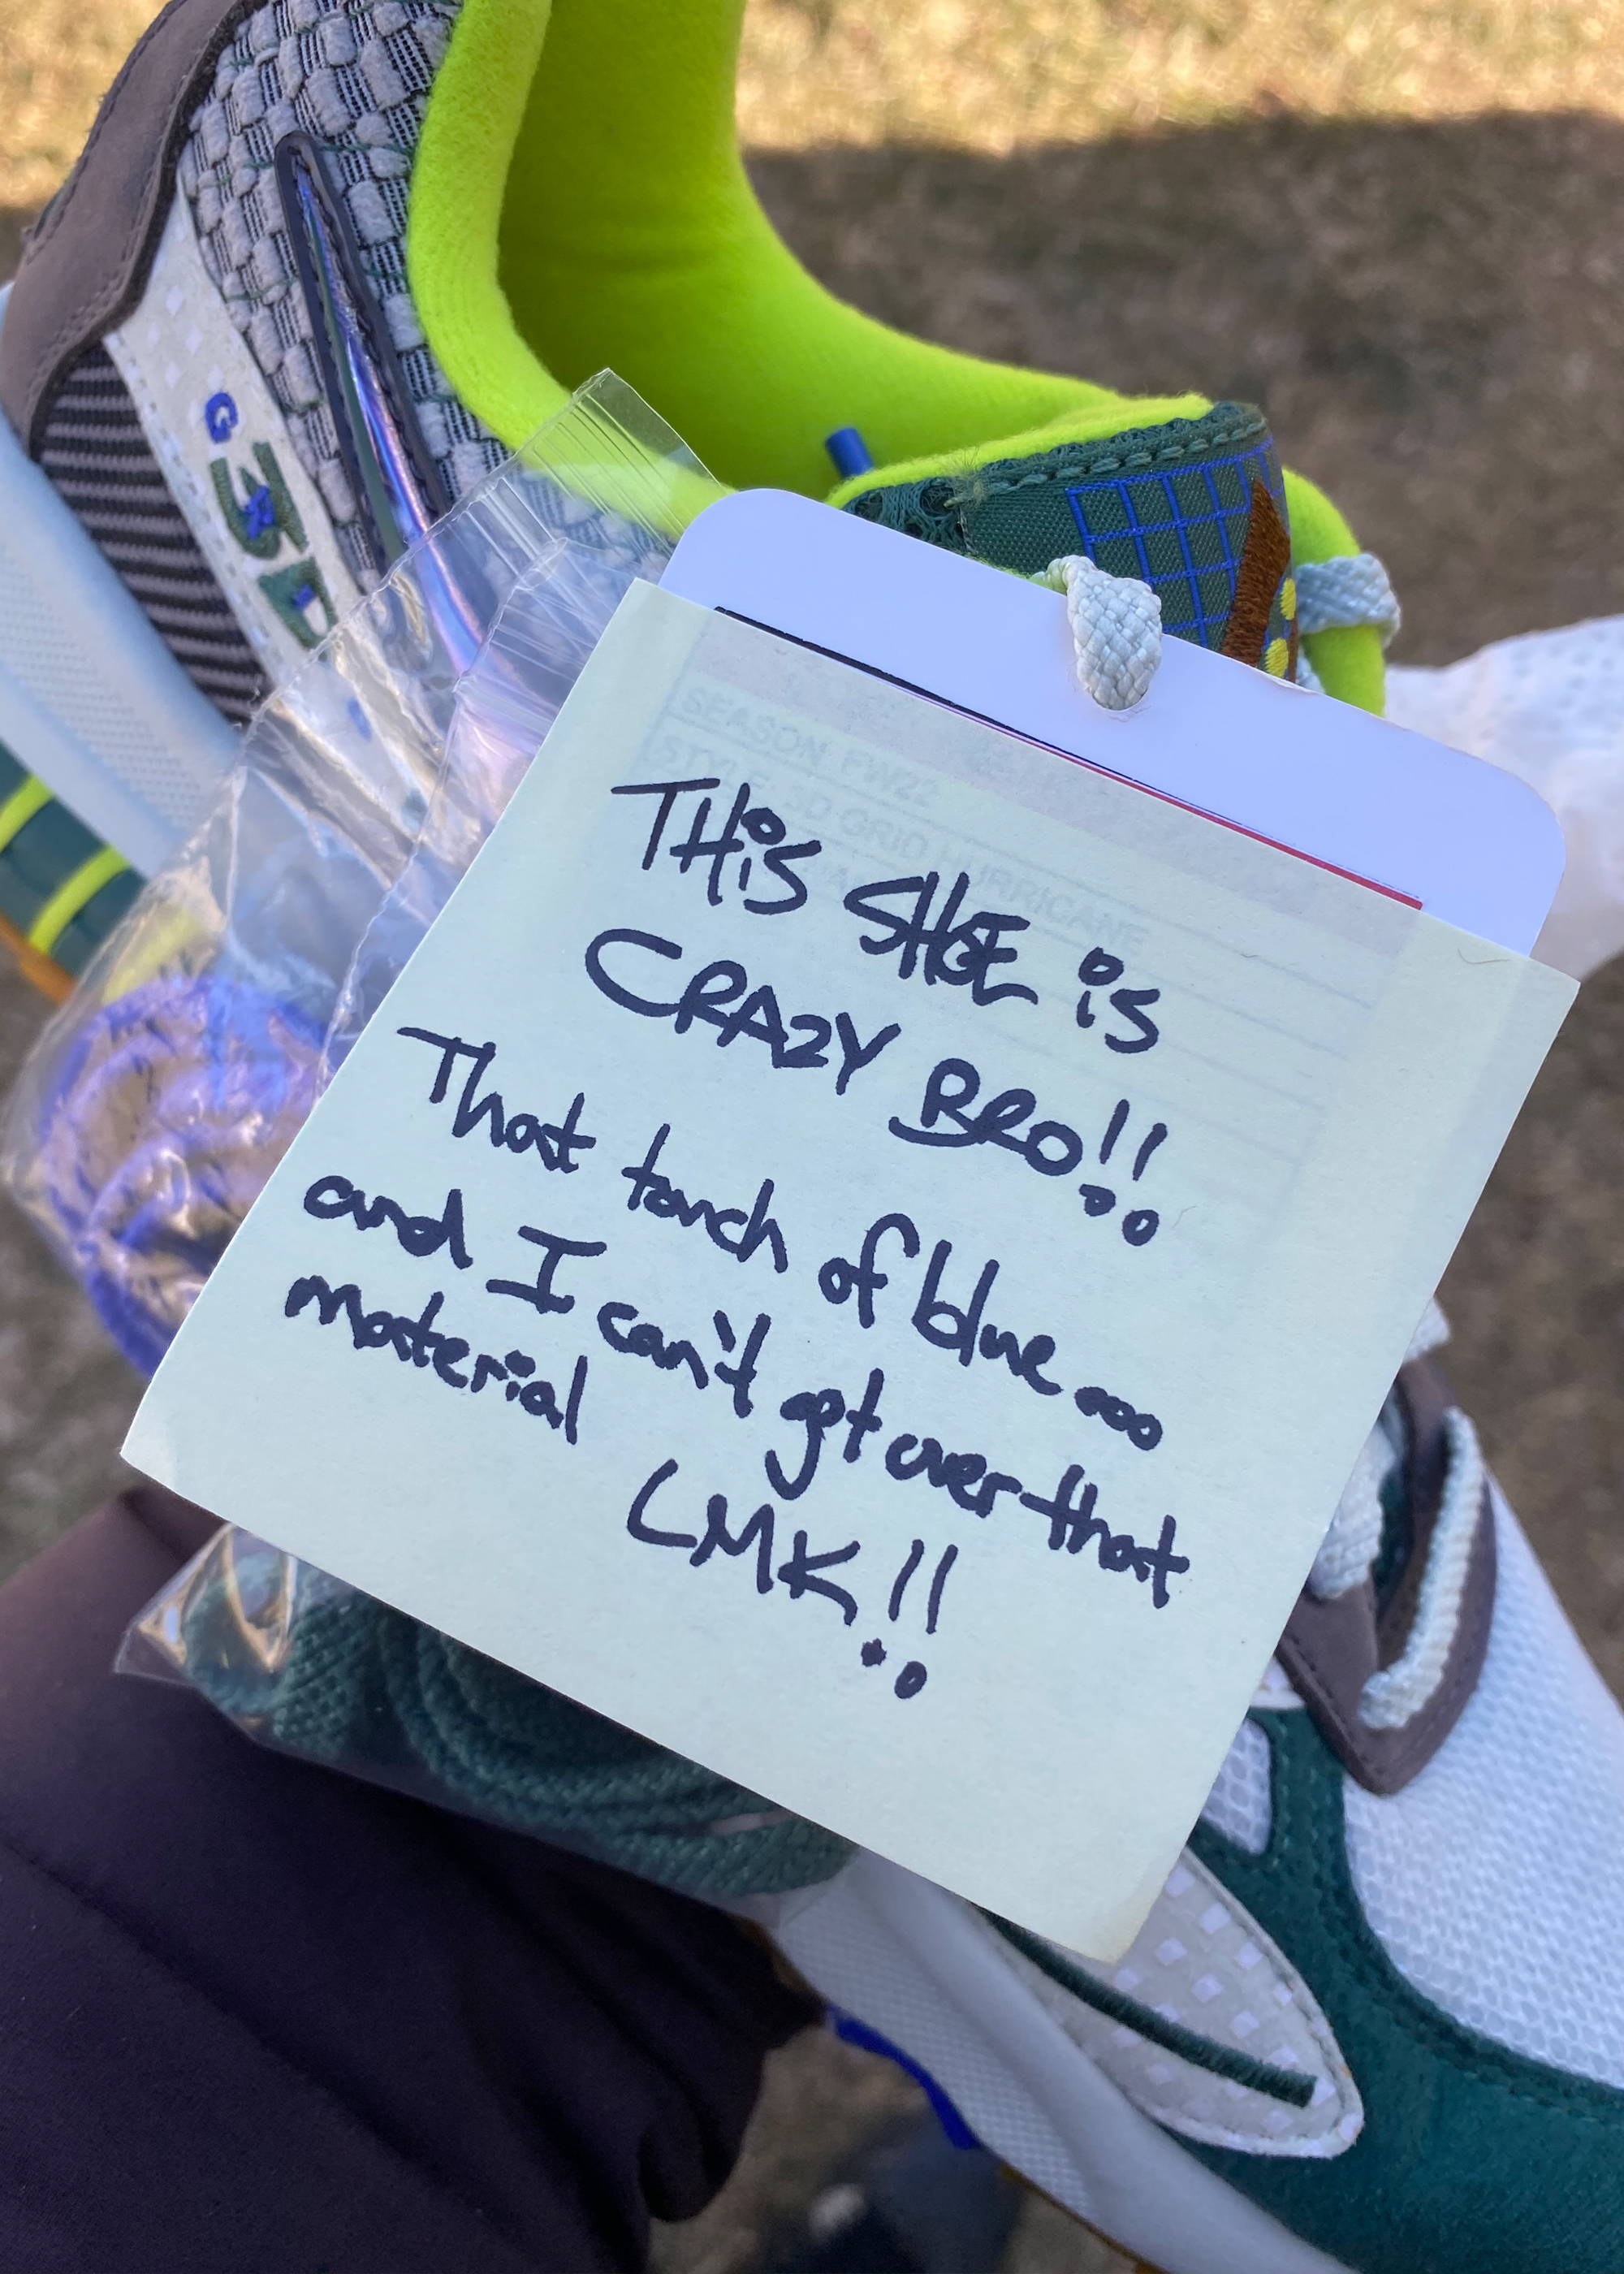 G
3D
R I
SEASON: FW22
STYLE: 3D GRID HURRICANE
THiS SHOE is
CRAZY BRO!!
That touch of blue...
and I can't get over that
material
LMK!!